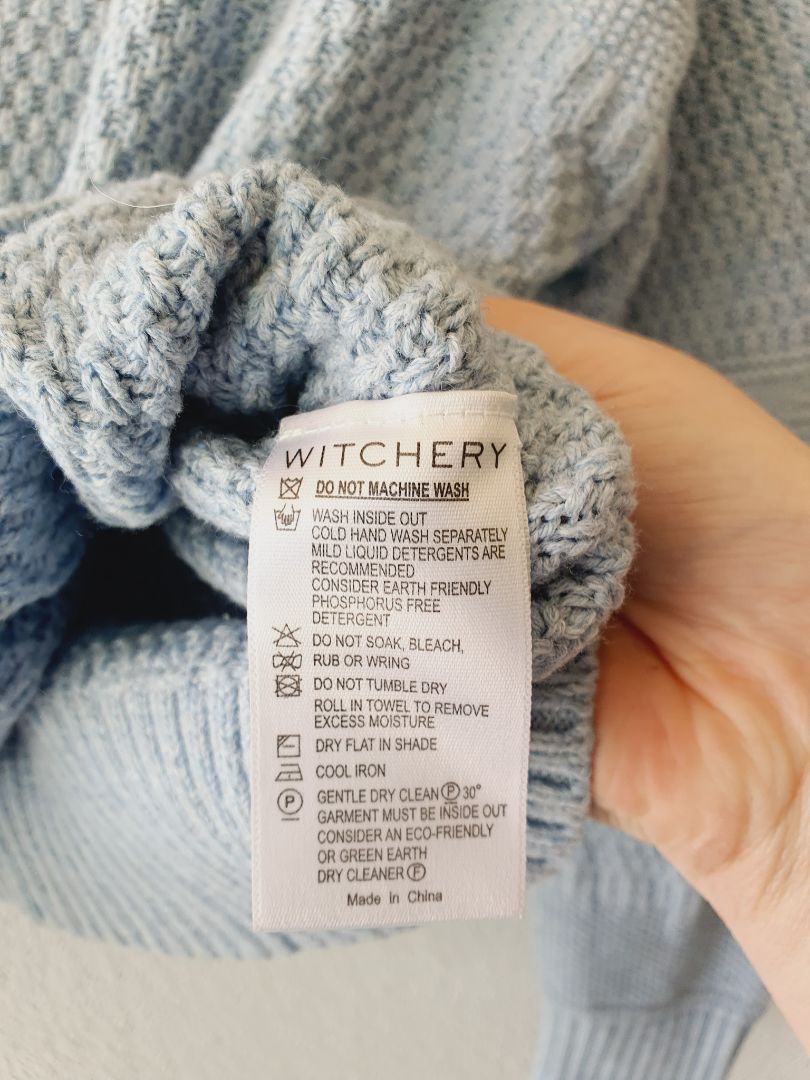 WITCHERY
DO NOT MACHINE WASH
WASH INSIDE OUT
COLD HAND WASH SEPARATELY
MILD LIQUID DETERGENTS ARE
RECOMMENDED
CONSIDER EARTH FRIENDLY
PHOSPHORUS FREE
DETERGENT
DO NOT SOAK, BLEACH,
RUB OR WRING
DO NOT TUMBLE DRY
ROLL IN TOWEL TO REMOVE
EXCESS MOISTURE
DRY FLAT IN SHADE
COOL IRON
P GENTLE DRY CLEAN P 30°
GARMENT MUST BE INSIDE OUT
CONSIDER AN ECO-FRIENDLY
OR GREEN EARTH
DRY CLEANER F
Made in China